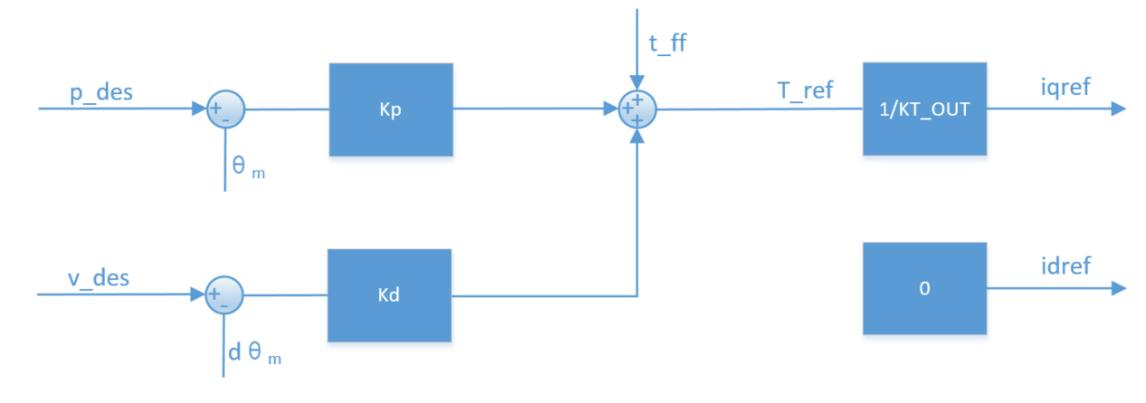 t_ff
p_des
+
-
Kp
+
+
+
T_ref
1/KT_OUT
iqref
θ m
v_des
+
-
Kd
0
idref
d θ m